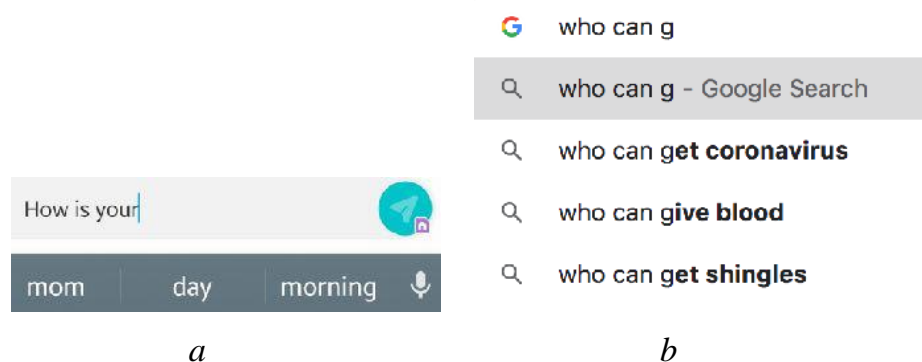 How is your
mom day morning
a
who can g
who can g - Google Search
who can get coronavirus
who can give blood
who can get shingles
b